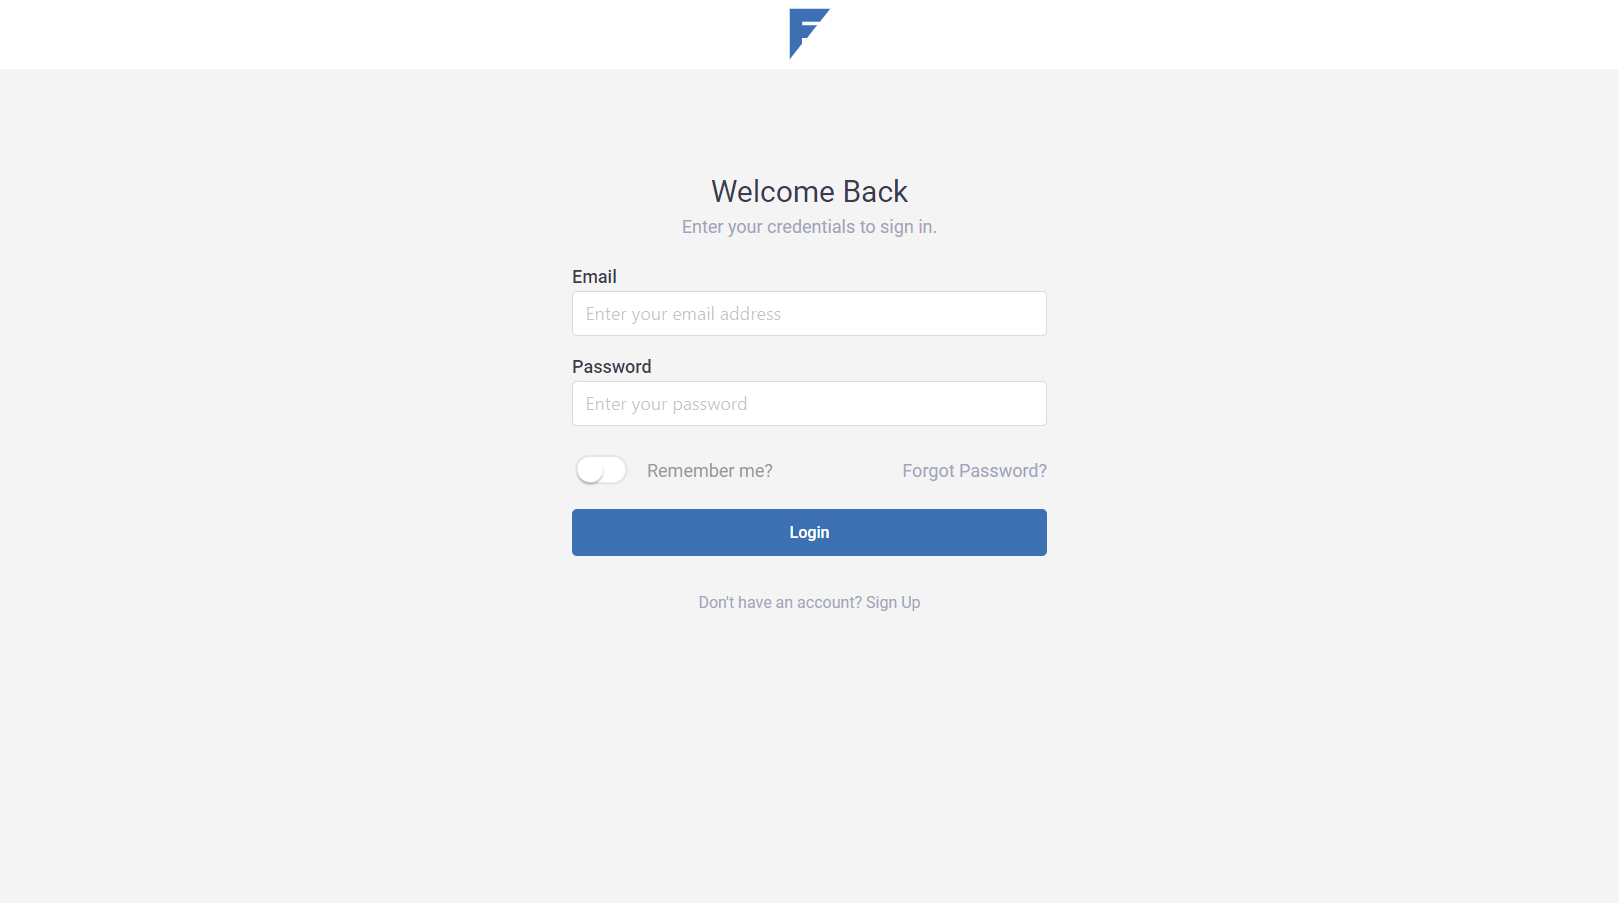 F
Welcome Back
Enter your credentials to sign in.
Email
Enter your email address
Password
Enter your password
Remember me?
Forgot Password?
Login
Don't have an account? Sign Up